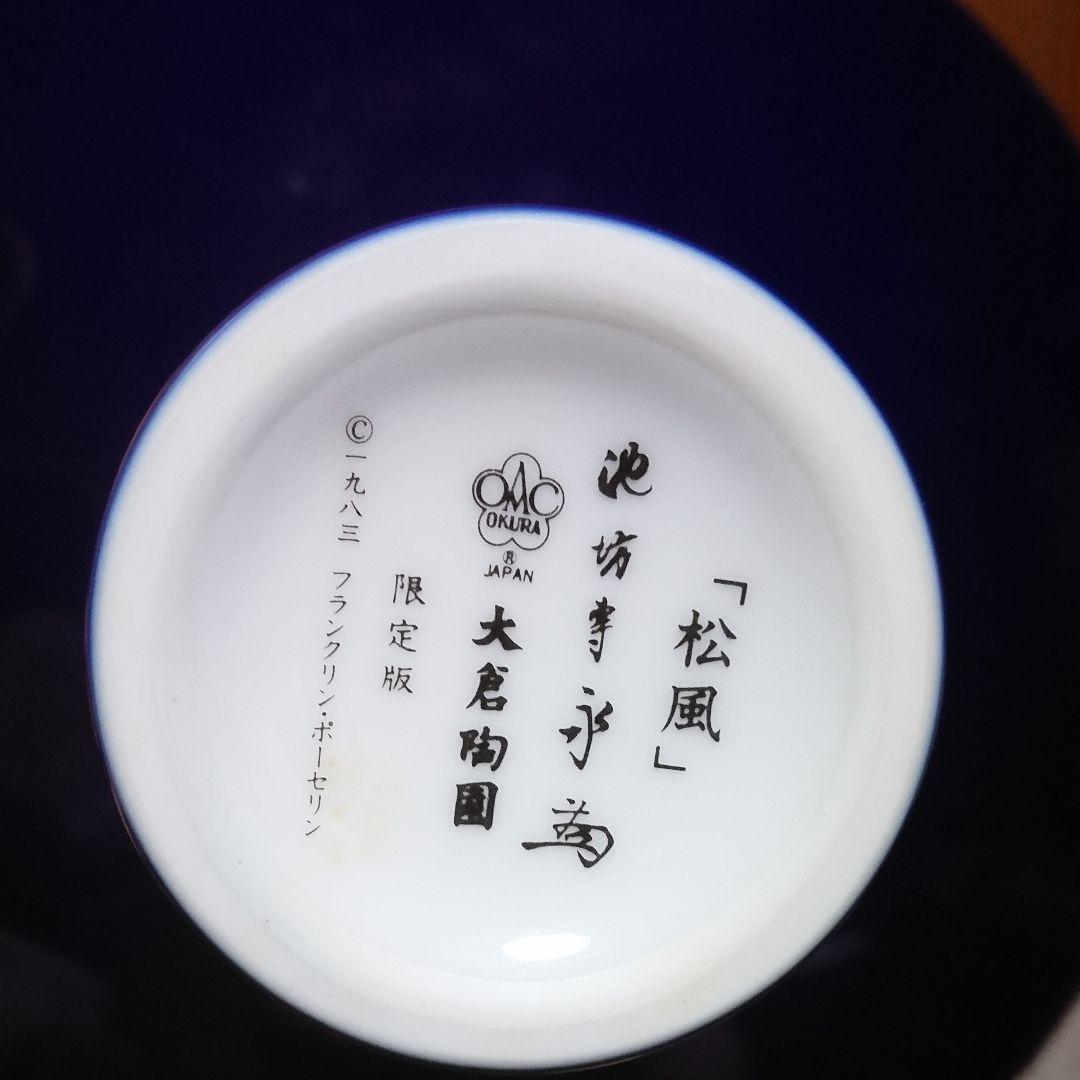 「松風」
池坊専永
OMC
OKURA
®
JAPAN
大倉陶園
限定版
©一九八三 フランクリン・ポーセリン